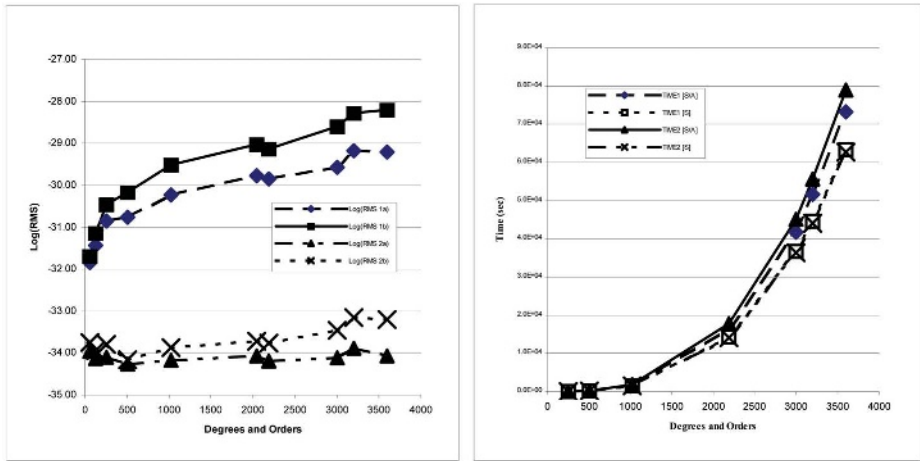 -27.00
-28.00
-29.00
-30.00
-31.00
-32.00
-33.00
-34.00
-35.00
Log(RMS)
0 500 1000 1500 2000 2500 3000 3500 4000
Degrees and Orders
Log(RMS 1a)
Log(RMS 1b)
Log(RMS 2a)
Log(RMS 2b)
9.0E+04
8.0E+04
7.0E+04
6.0E+04
5.0E+04
4.0E+04
3.0E+04
2.0E+04
1.0E+04
0.0E+00
Time (sec)
0 500 1000 1500 2000 2500 3000 3500 4000
Degrees and Orders
TIME1 [S/A]
TIME1 [S]
TIME2 [S/A]
TIME2 [S]